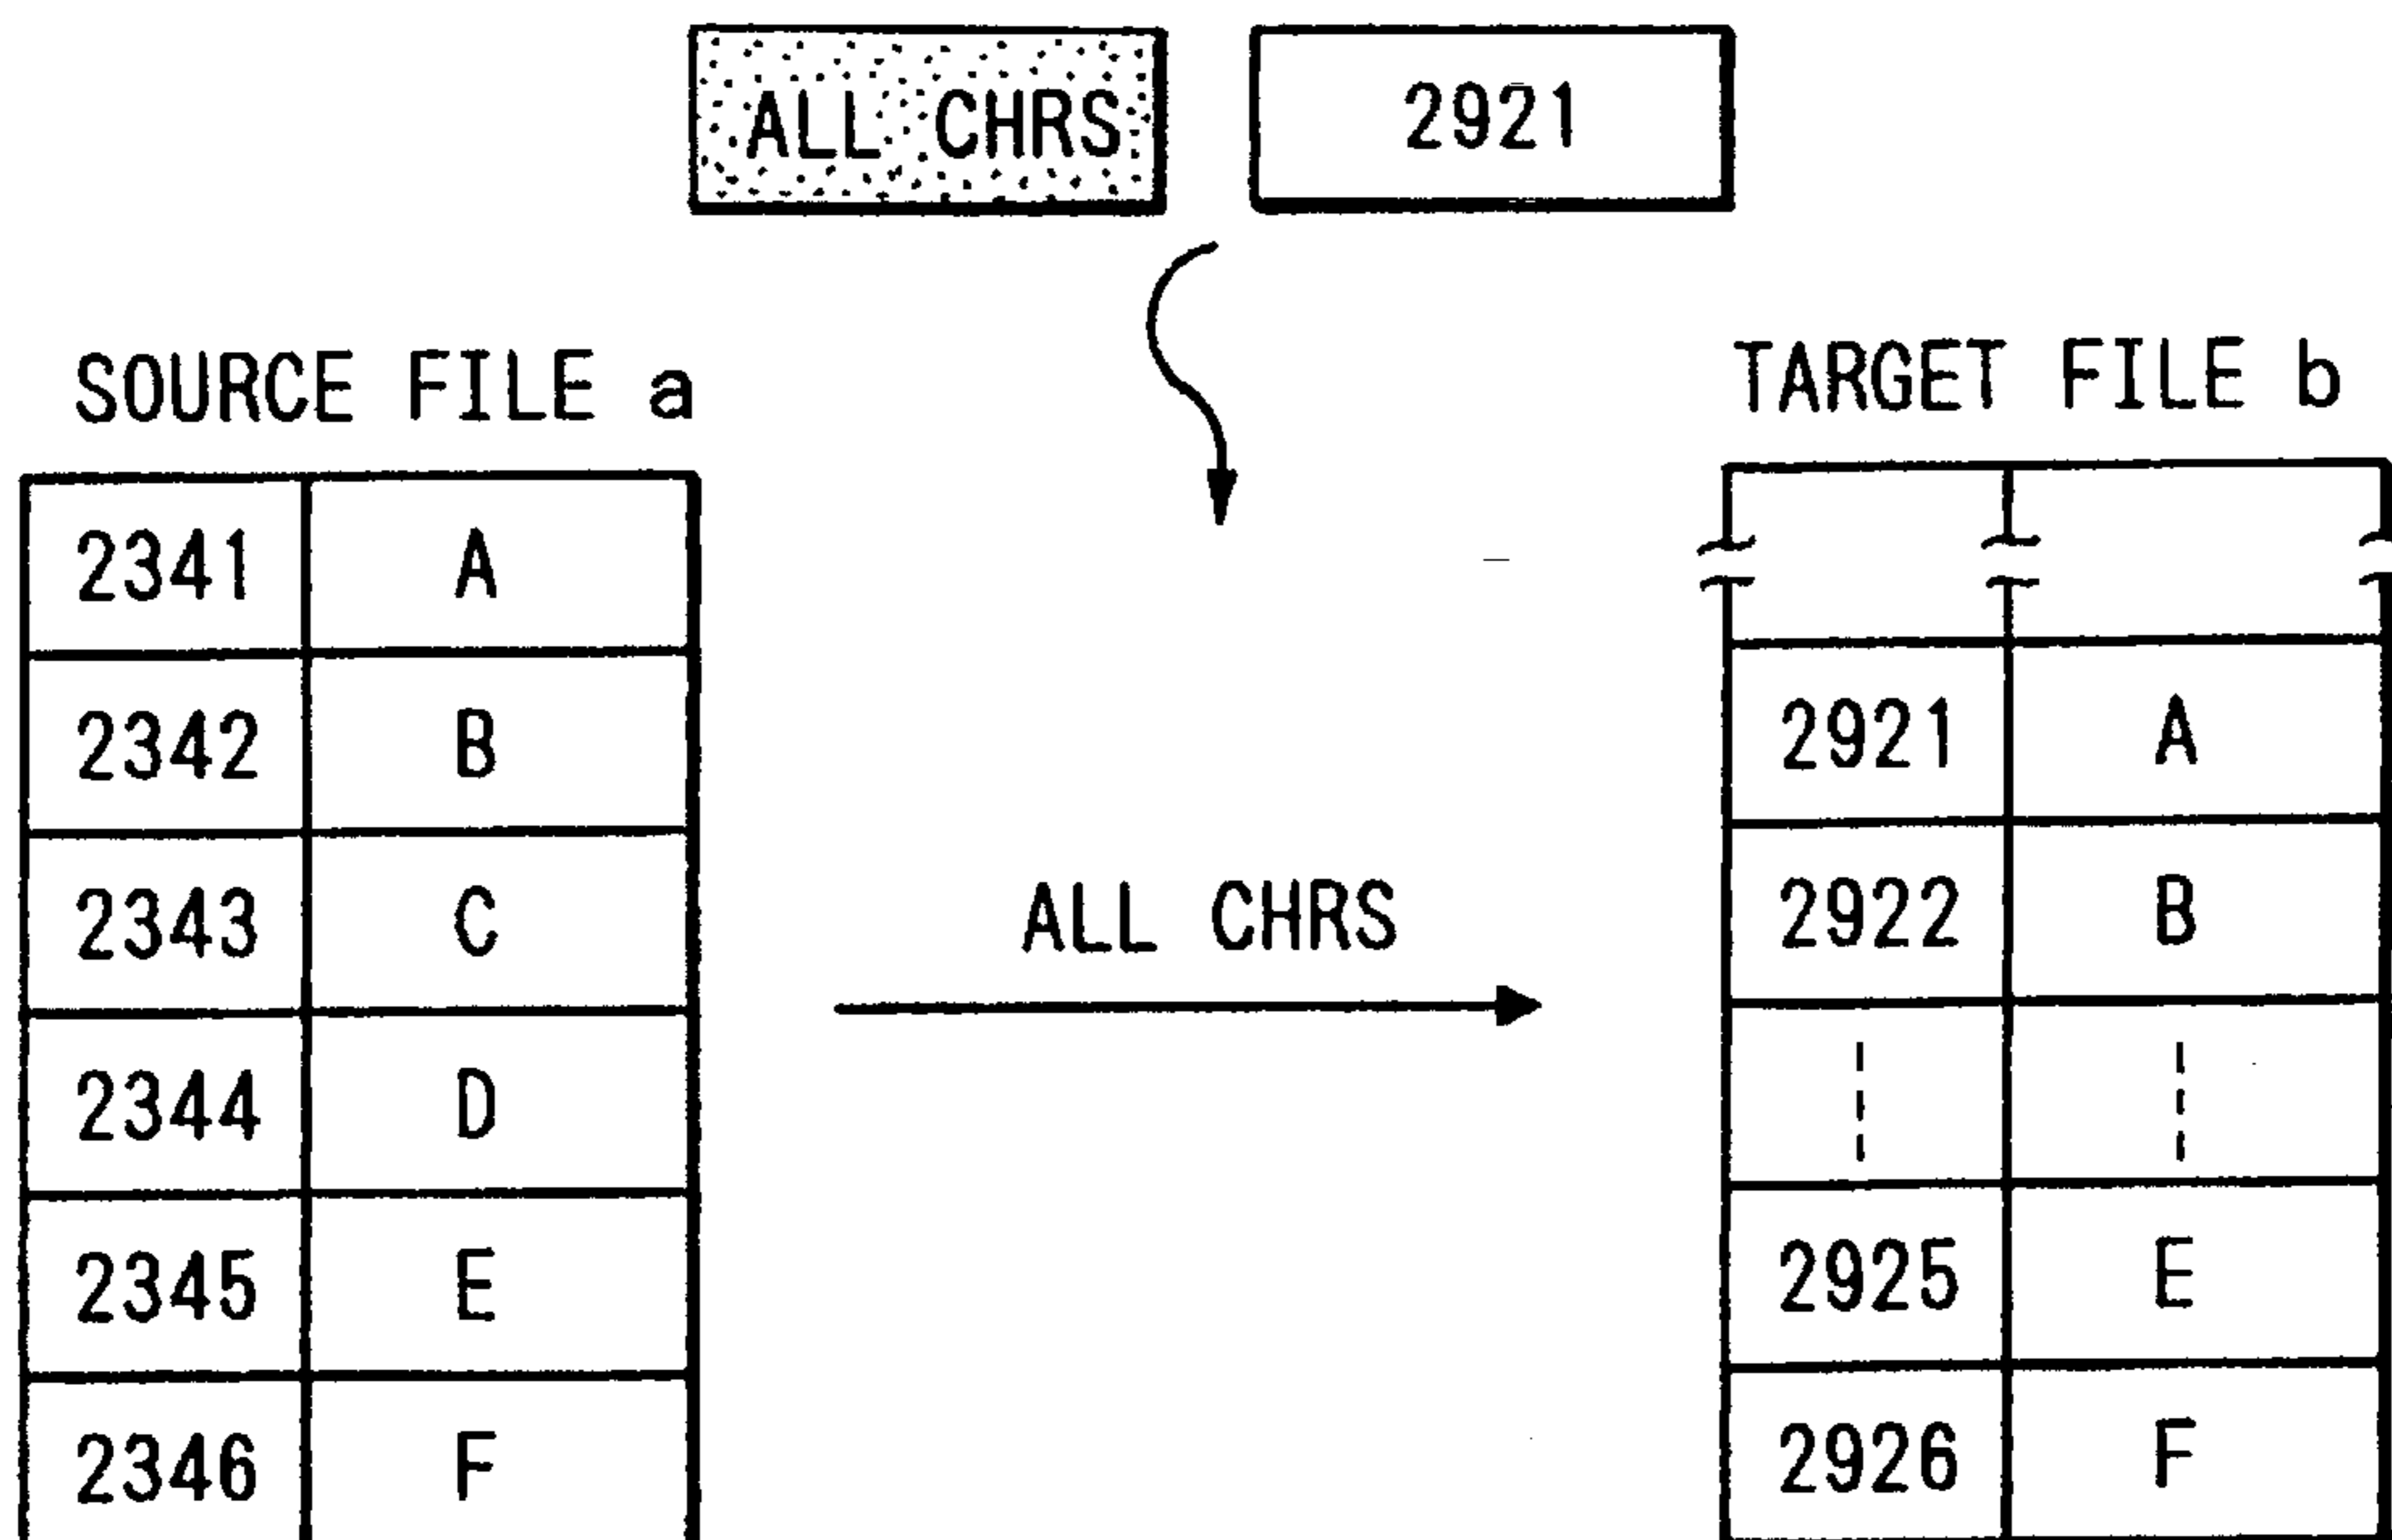 ALL CHRS 2921
SOURCE FILE a
TARGET FILE b
2341 A
2342 B
2343 C
2344 D
2345 E
2346 F
ALL CHRS
2921 A
2922 B
2925 E
2926 F